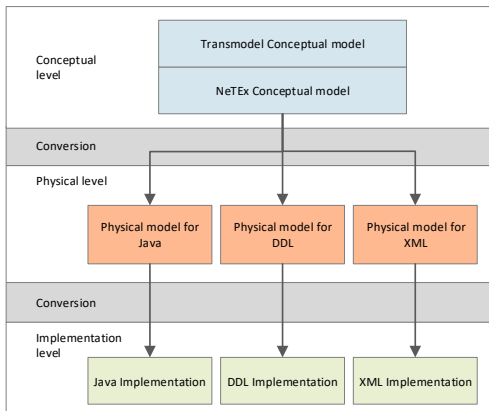 Transmodel Conceptual model
Conceptual
level
NeTEx Conceptual model
Conversion
Physical level
Physical model for
Java
Physical model for
DDL
Physical model for
XML
Conversion
Implementation
level
Java Implementation
DDL Implementation
XML Implementation